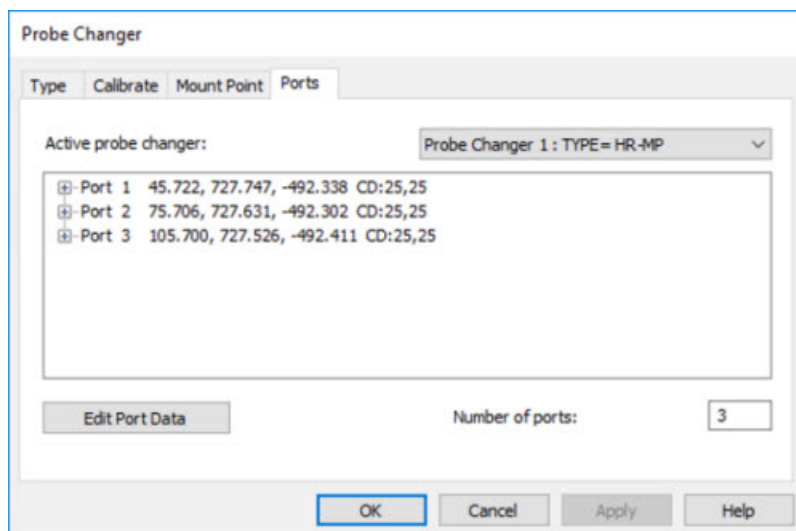 Probe Changer
Type Calibrate Mount Point Ports
Active probe changer: Probe Changer 1 : TYPE= HR-MP
Port 1 45.722, 727.747, -492.338 CD:25,25
Port 2 75.706, 727.631, -492.302 CD:25,25
Port 3 105.700, 727.526, -492.411 CD:25,25
Edit Port Data Number of ports: 3
OK Cancel Apply Help